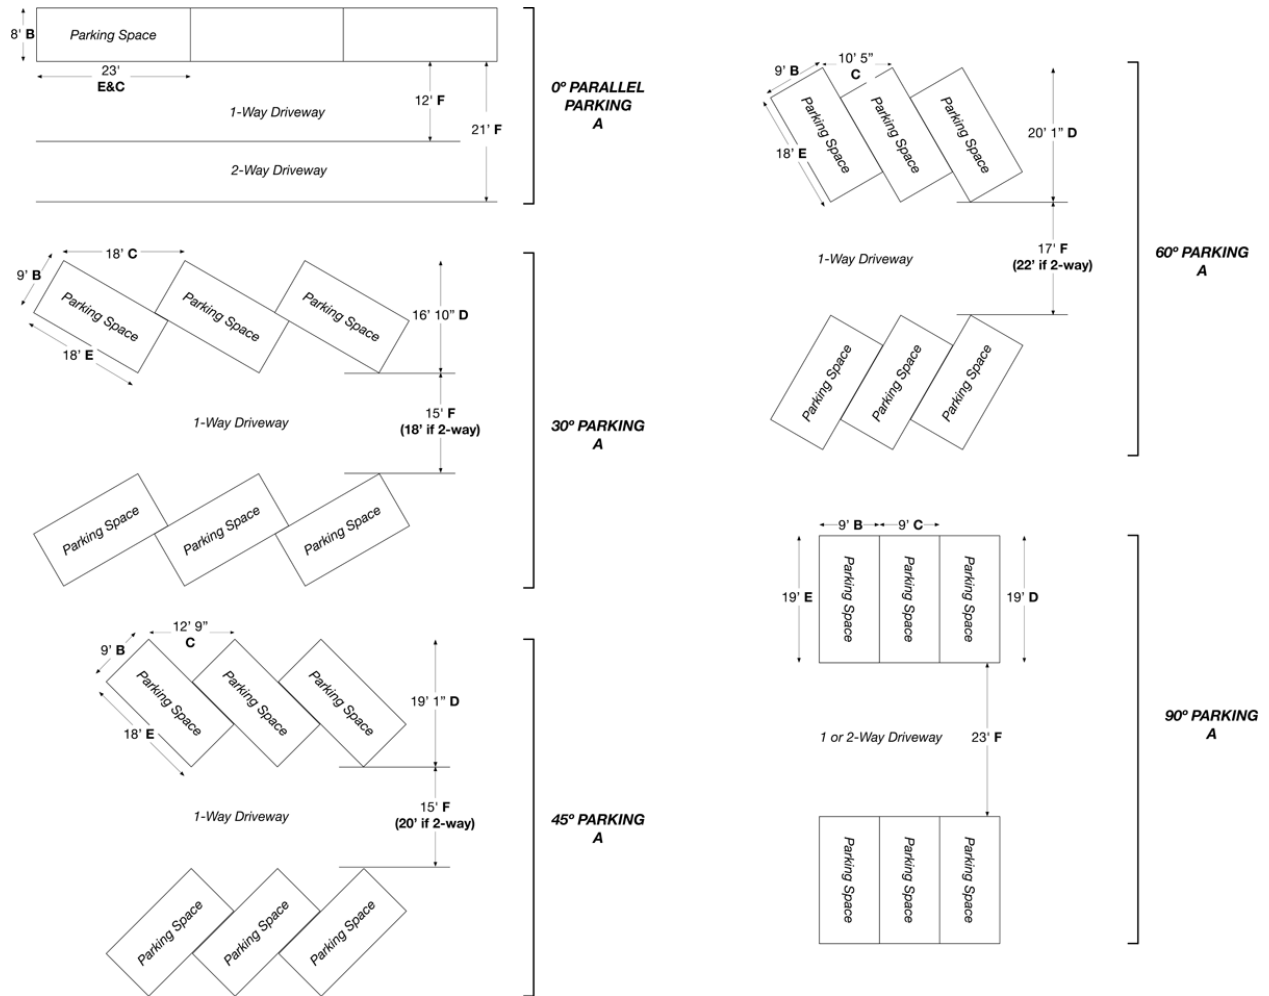 8' B
Parking Space
23'
E&C
12' F
21' F
1-Way Driveway
2-Way Driveway
0º PARALLEL
PARKING
A
18' C
9' B
Parking Space
Parking Space
Parking Space
16' 10" D
18' E
1-Way Driveway
15' F
(18' if 2-way)
30º PARKING
A
Parking Space
Parking Space
Parking Space
12' 9"
C
9' B
Parking Space
Parking Space
Parking Space
19' 1" D
18' E
1-Way Driveway
15' F
(20' if 2-way)
45º PARKING
A
Parking Space
Parking Space
Parking Space
10' 5"
C
9' B
Parking Space
Parking Space
Parking Space
20' 1" D
18' E
1-Way Driveway
17' F
(22' if 2-way)
60º PARKING
A
Parking Space
Parking Space
Parking Space
9' B
9' C
19' E
Parking Space
Parking Space
Parking Space
19' D
1 or 2-Way Driveway
23' F
90º PARKING
A
Parking Space
Parking Space
Parking Space